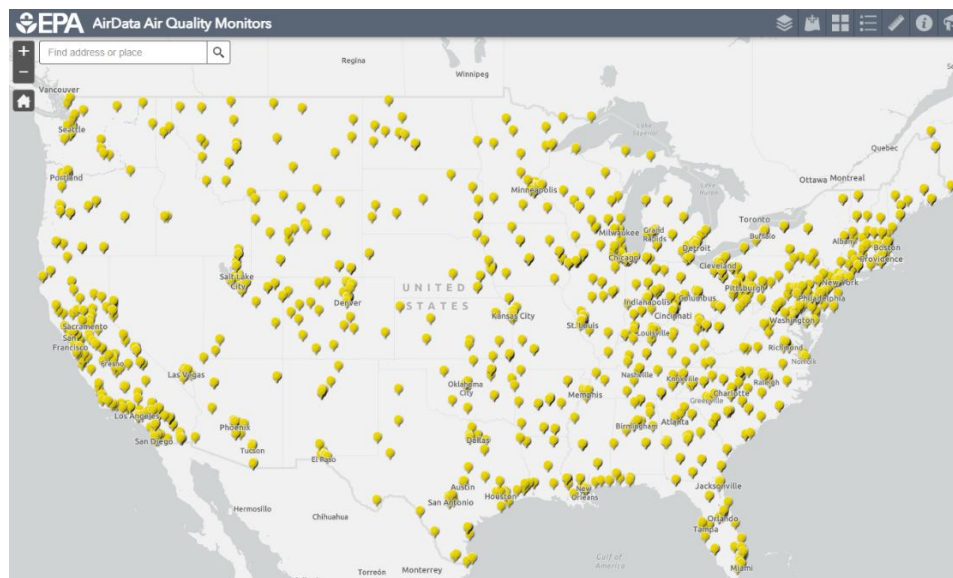 EPA AirData Air Quality Monitors
+
Find address or place
−
Regina
Winnipeg
Vancouver
Seattle
Lake
Superior
Quebec
Portland
Ottawa
Montreal
Lake
Huron
Minneapolis
Toronto
Milwaukee
Grand
Rapids
Buffalo
Albany
Boston
Detroit
Providence
Chicago
Cleveland
Salt Lake
City
New York
Pittsburgh
UNITED
STATES
Denver
Indianapolis
Columbus
Philadelphia
Kansas City
Cincinnati
Washington
Sacramento
St. Louis
Louisville
San
Francisco
Richmond
Norfolk
Fresno
Las Vegas
Nashville
Knoxville
Raleigh
Oklahoma
City
Memphis
Charlotte
Greenville
Los Angeles
Phoenix
Birmingham
Atlanta
San Diego
Dallas
Tucson
El Paso
Austin
Jacksonville
San Antonio
Houston
New
Orleans
Hermosillo
Chihuahua
Orlando
Tampa
Gulf of
America
Miami
Torreón
Monterrey